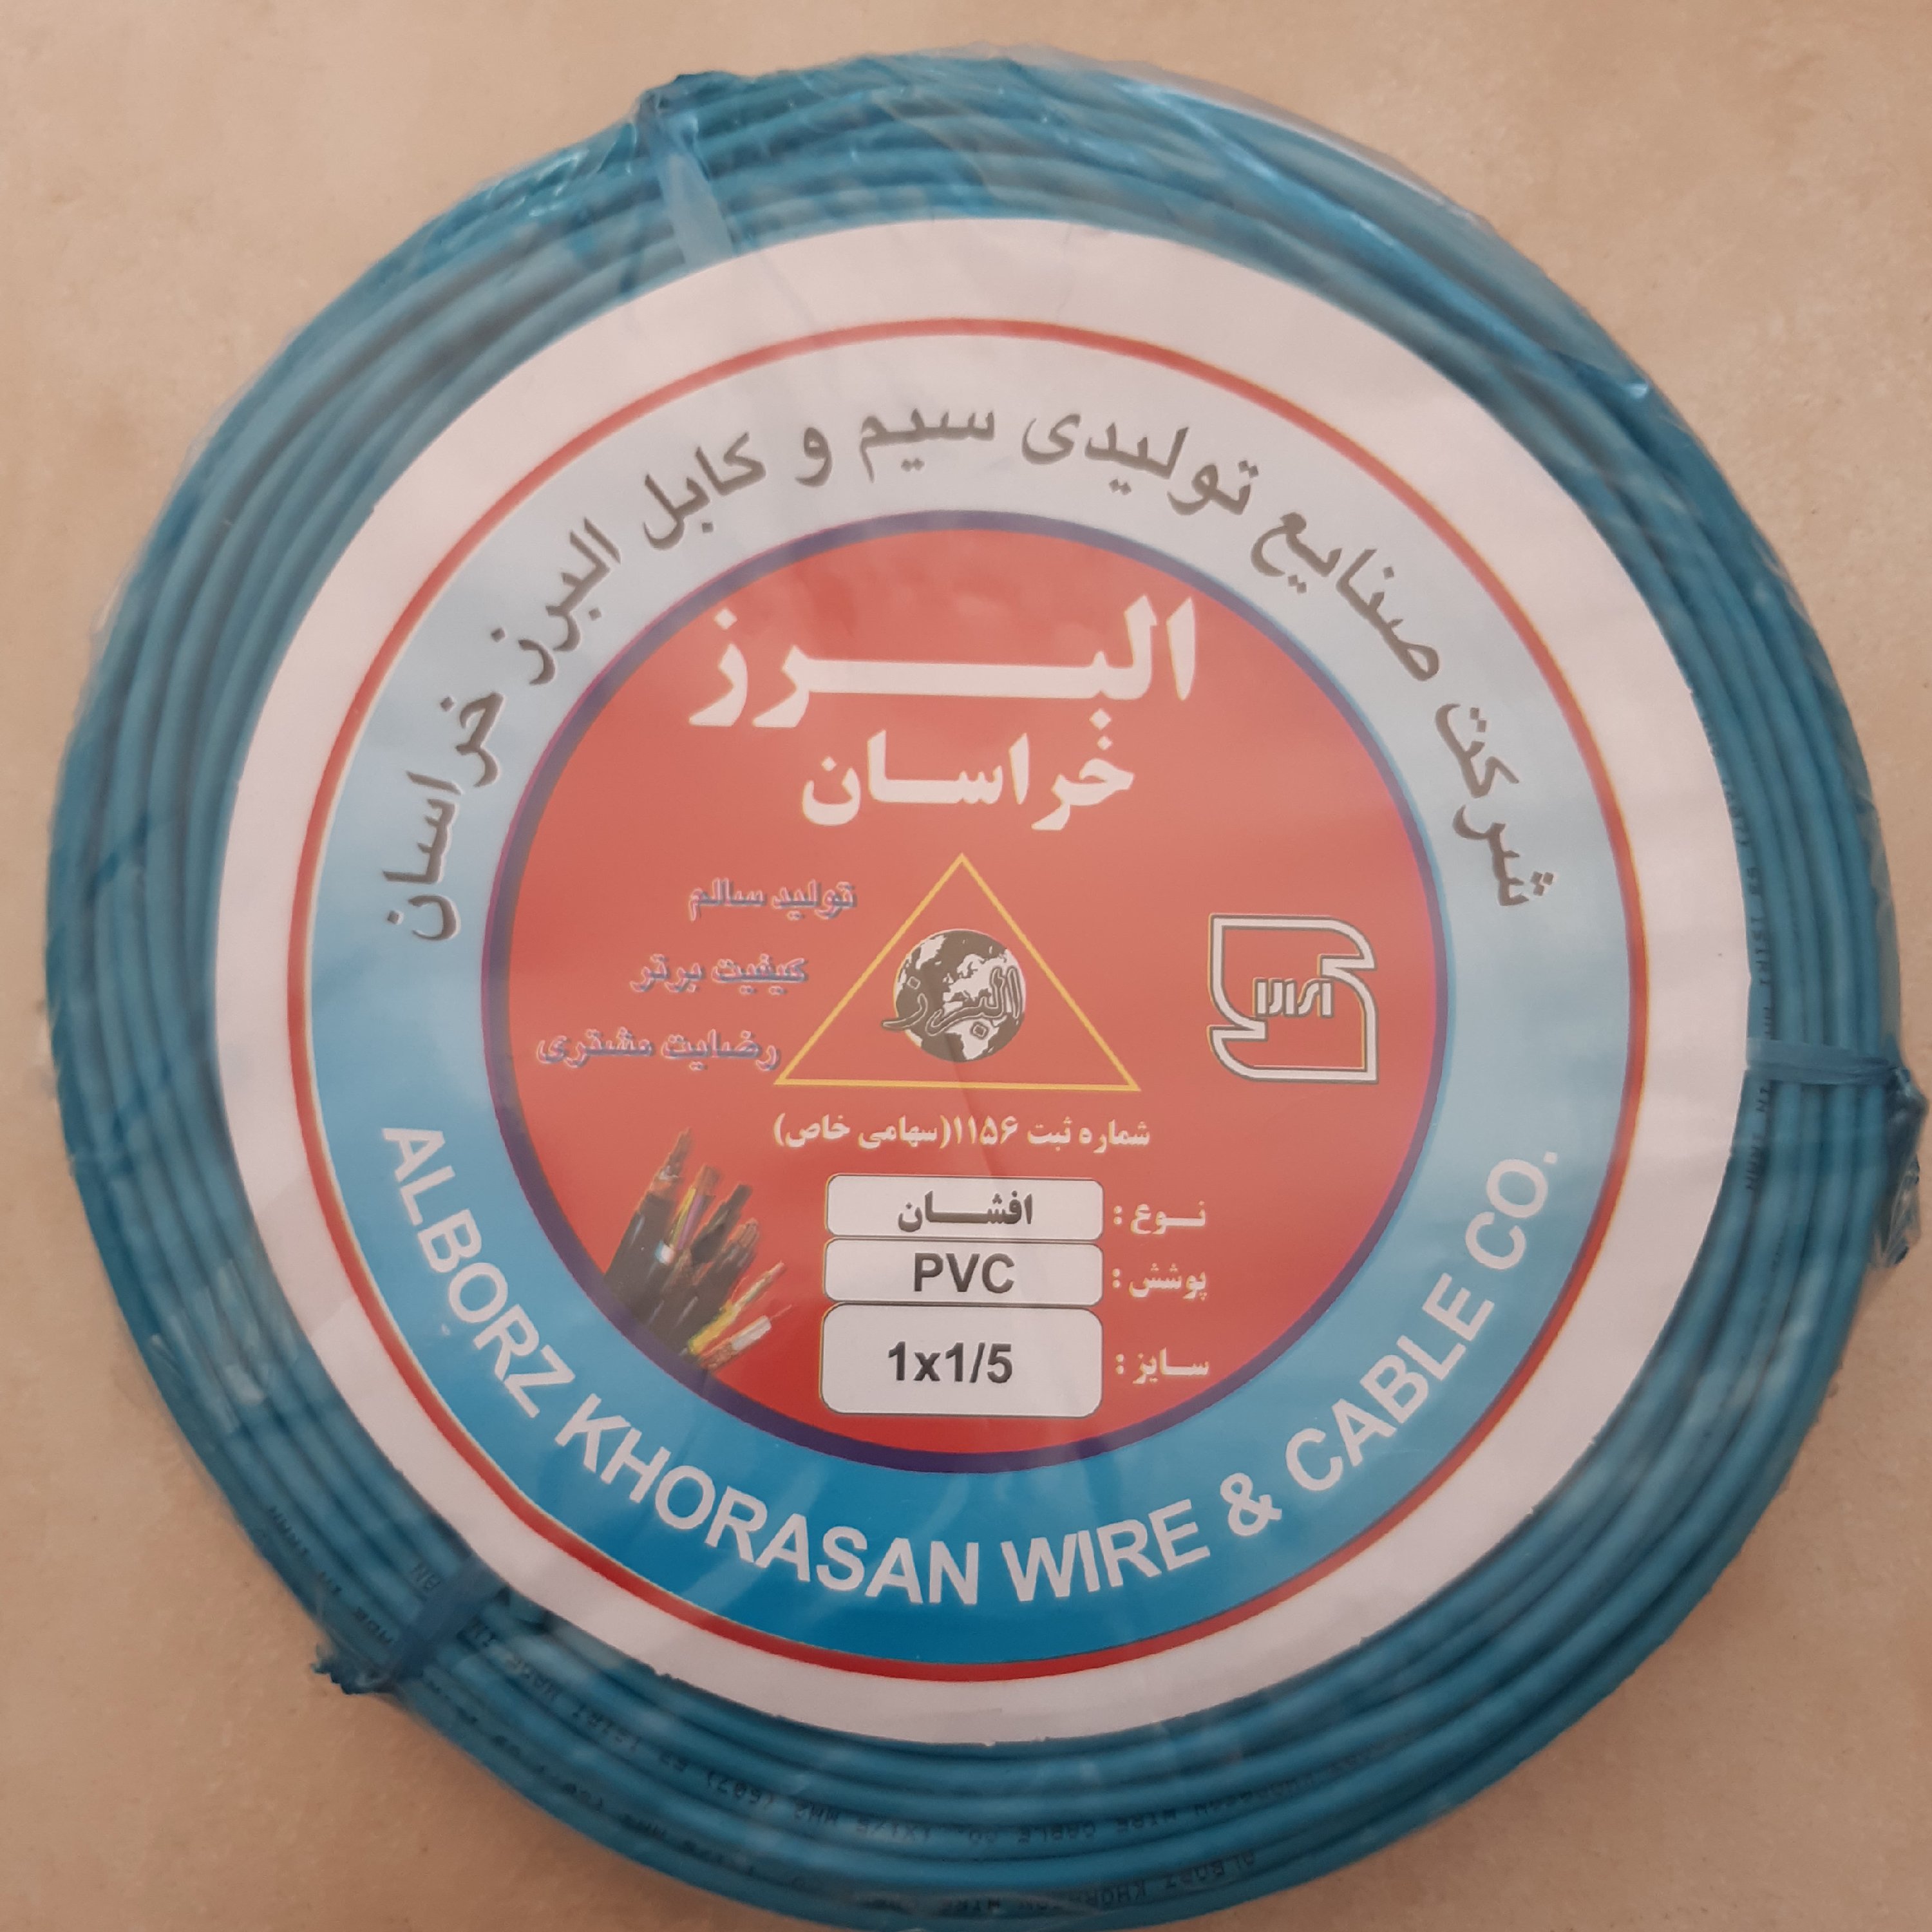 شرکت صنایع تولیدی سیم و کابل البرز خراسان
البرز
خراسان
تولید سالم
کیفیت برتر
رضایت مشتری
البرز
شماره ثبت ۱۱۵۶(سهامی خاص)
نوع : افشان
پوشش : PVC
سایز : 1x1/5
ALBORZ KHORASAN WIRE & CABLE CO.